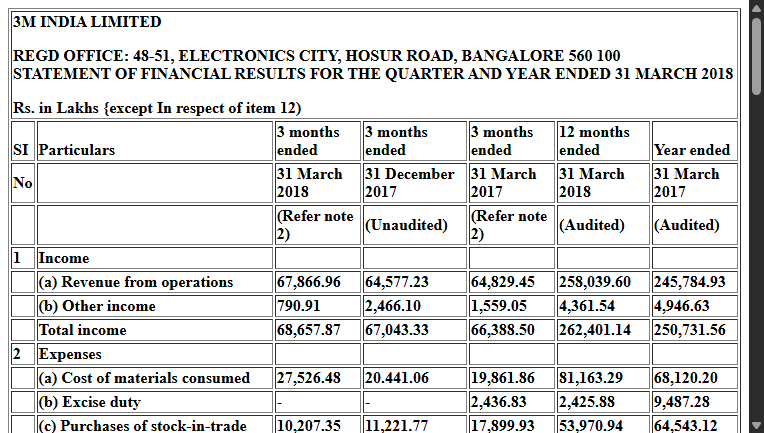 3M INDIA LIMITED
REGD OFFICE: 48-51, ELECTRONICS CITY, HOSUR ROAD, BANGALORE 560 100
STATEMENT OF FINANCIAL RESULTS FOR THE QUARTER AND YEAR ENDED 31 MARCH 2018
Rs. in Lakhs {except In respect of item 12)
SI Particulars 3 months ended 3 months ended 3 months ended 12 months ended Year ended
No 31 March 2018 31 December 2017 31 March 2017 31 March 2018 31 March 2017
(Refer note 2) (Unaudited) (Refer note 2) (Audited) (Audited)
1 Income
(a) Revenue from operations 67,866.96 64,577.23 64,829.45 258,039.60 245,784.93
(b) Other income 790.91 2,466.10 1,559.05 4,361.54 4,946.63
Total income 68,657.87 67,043.33 66,388.50 262,401.14 250,731.56
2 Expenses
(a) Cost of materials consumed 27,526.48 20.441.06 19,861.86 81,163.29 68,120.20
(b) Excise duty - - 2,436.83 2,425.88 9,487.28
(c) Purchases of stock-in-trade 10,207.35 11,221.77 17,899.93 53,970.94 64,543.12